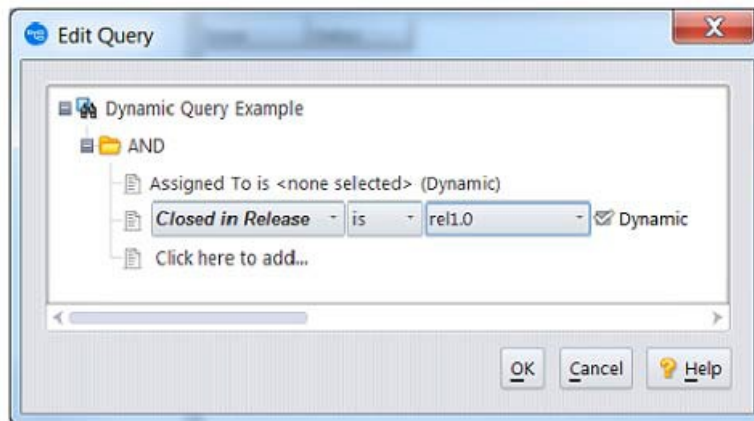 Edit Query
Dynamic Query Example
AND
Assigned To is <none selected> (Dynamic)
Closed in Release is rel1.0 Dynamic
Click here to add...
OK Cancel Help